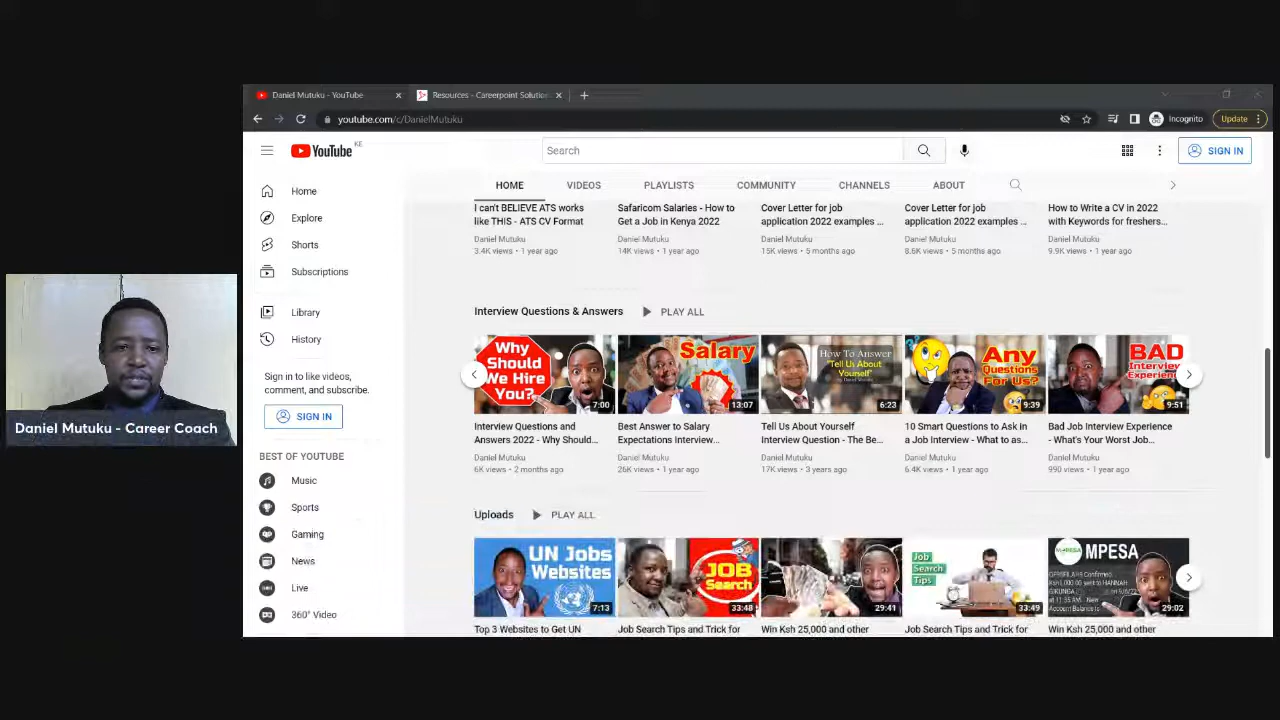 Daniel Mutuku - YouTube
Resources - Careerpoint Solution
youtube.com/c/DanielMutuku
Incognito
Update
YouTube KE
Search
SIGN IN
HOME VIDEOS PLAYLISTS COMMUNITY CHANNELS ABOUT
Home
Explore
Shorts
Subscriptions
Library
History
Sign in to like videos,
comment, and subscribe.
SIGN IN
BEST OF YOUTUBE
Music
Sports
Gaming
News
Live
360° Video
I can't BELIEVE ATS works
like THIS - ATS CV Format
Daniel Mutuku
3.4K views • 1 year ago
Safaricom Salaries - How to
Get a Job in Kenya 2022
Daniel Mutuku
14K views • 1 year ago
Cover Letter for job
application 2022 examples ...
Daniel Mutuku
15K views • 5 months ago
Cover Letter for job
application 2022 examples ...
Daniel Mutuku
8.6K views • 5 months ago
How to Write a CV in 2022
with Keywords for freshers...
Daniel Mutuku
9.9K views • 1 year ago
Interview Questions & Answers PLAY ALL
Why
Should
We Hire
You?
7:00
Interview Questions and
Answers 2022 - Why Should...
Daniel Mutuku
6K views • 2 months ago
Salary
13:07
Best Answer to Salary
Expectations Interview...
Daniel Mutuku
26K views • 1 year ago
How To Answer
"Tell Us About
Yourself"
6:23
Tell Us About Yourself
Interview Question - The Be...
Daniel Mutuku
17K views • 3 years ago
Any
Questions
For Us?
9:39
10 Smart Questions to Ask in
a Job Interview - What to as...
Daniel Mutuku
6.4K views • 1 year ago
BAD
Interview
Experience
9:51
Bad Job Interview Experience
- What's Your Worst Job...
Daniel Mutuku
990 views • 1 year ago
Uploads PLAY ALL
UN Jobs
Websites
7:13
Top 3 Websites to Get UN
JOB
Search
33:48
Job Search Tips and Trick for
29:41
Win Ksh 25,000 and other
Job
Search
Tips
33:49
Job Search Tips and Trick for
MPESA
29:02
Win Ksh 25,000 and other
Daniel Mutuku - Career Coach